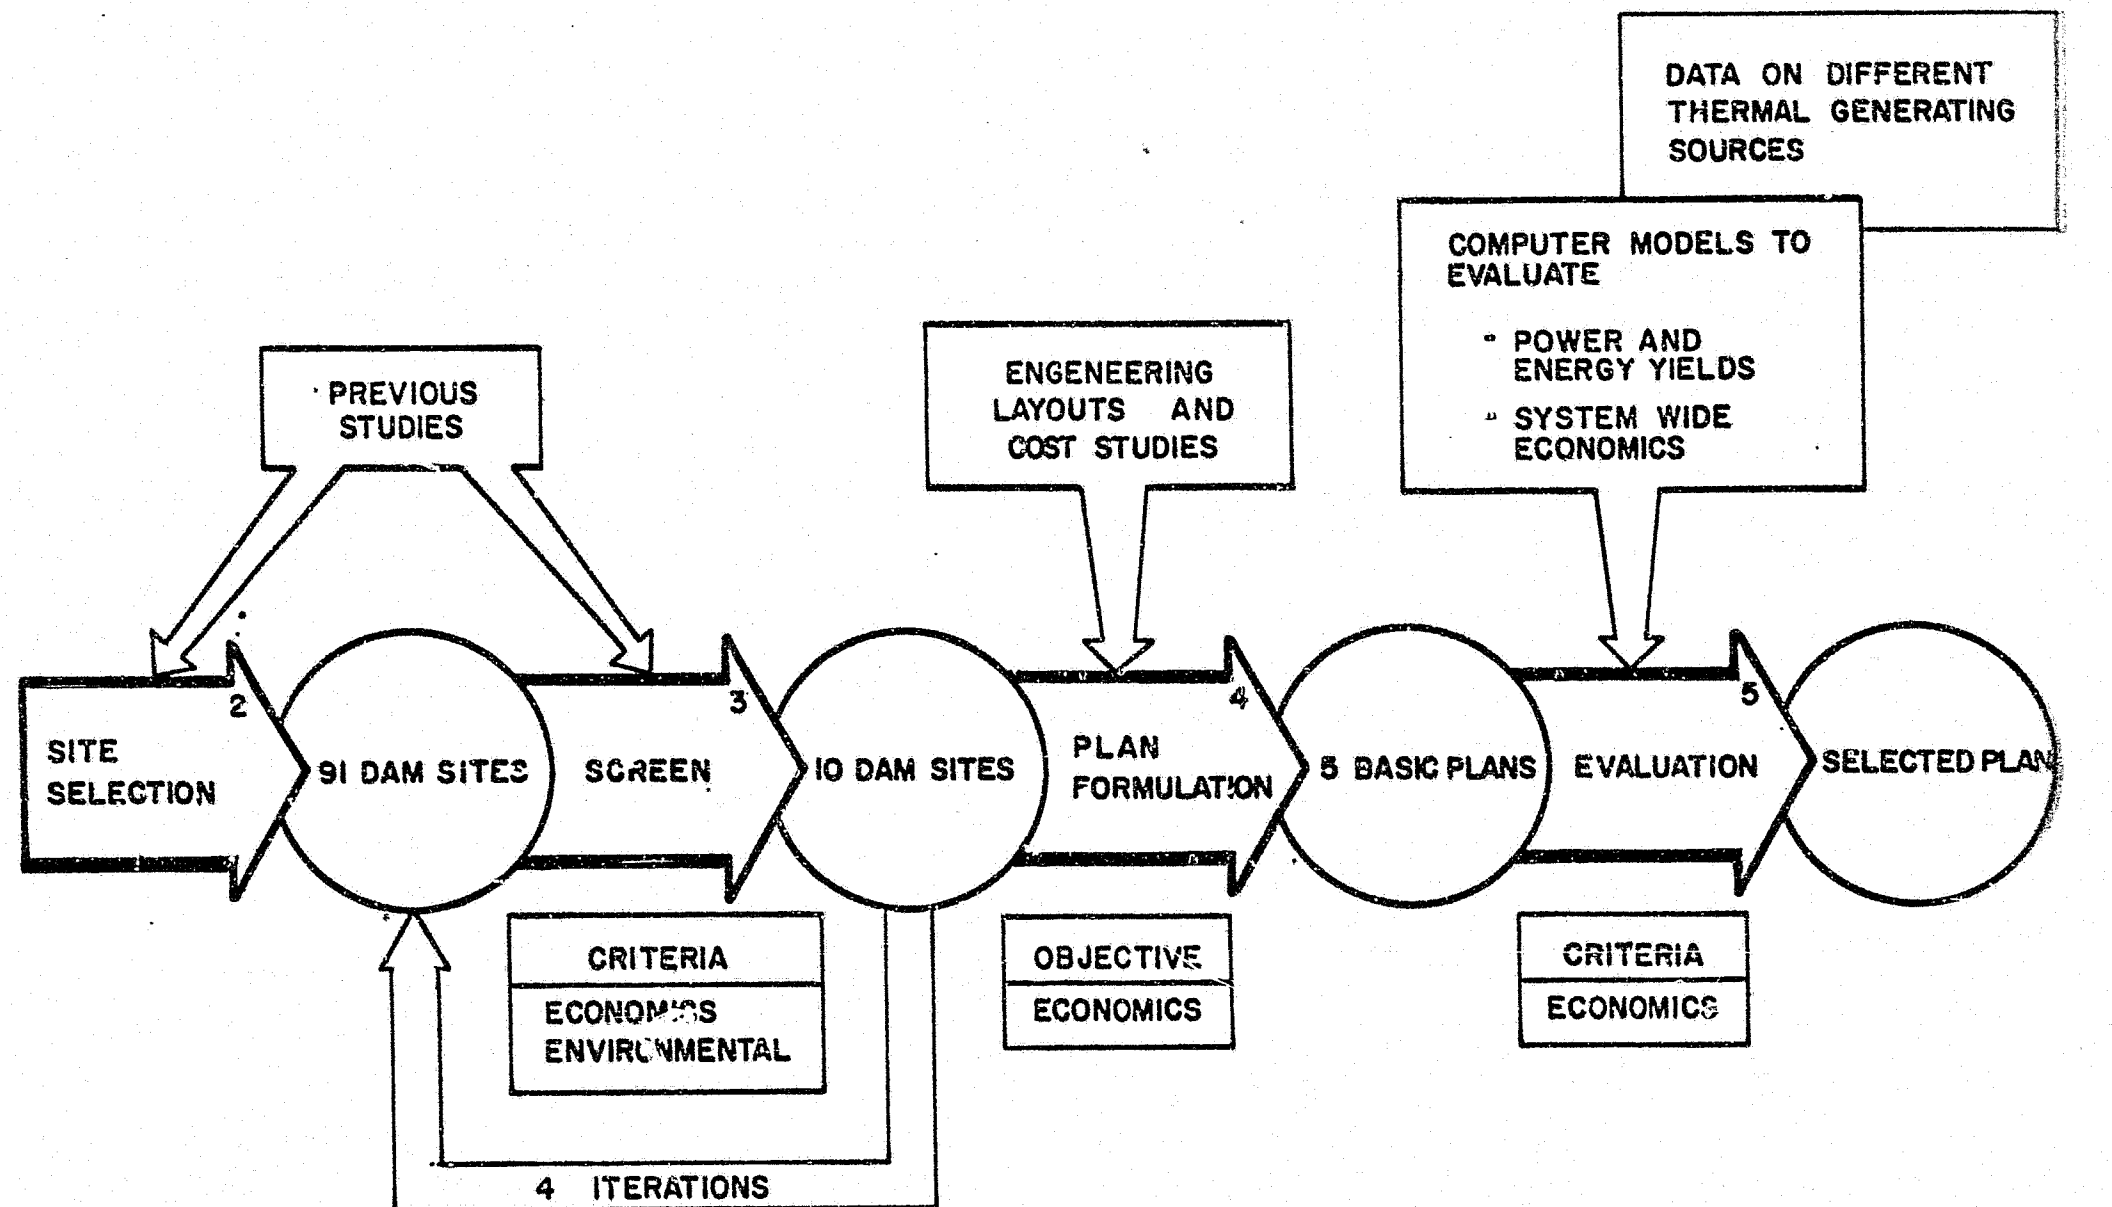 DATA ON DIFFERENT
THERMAL GENERATING
SOURCES
COMPUTER MODELS TO
EVALUATE
POWER AND
ENERGY YIELDS
SYSTEM WIDE
ECONOMICS
PREVIOUS
STUDIES
ENGENEERING
LAYOUTS AND
COST STUDIES
2
SITE
SELECTION
91 DAM SITES
3
SCREEN
10 DAM SITES
4
PLAN
FORMULATION
5 BASIC PLANS
5
EVALUATION
SELECTED PLAN
CRITERIA
ECONOMICS
ENVIRONMENTAL
OBJECTIVE
ECONOMICS
CRITERIA
ECONOMICS
4 ITERATIONS